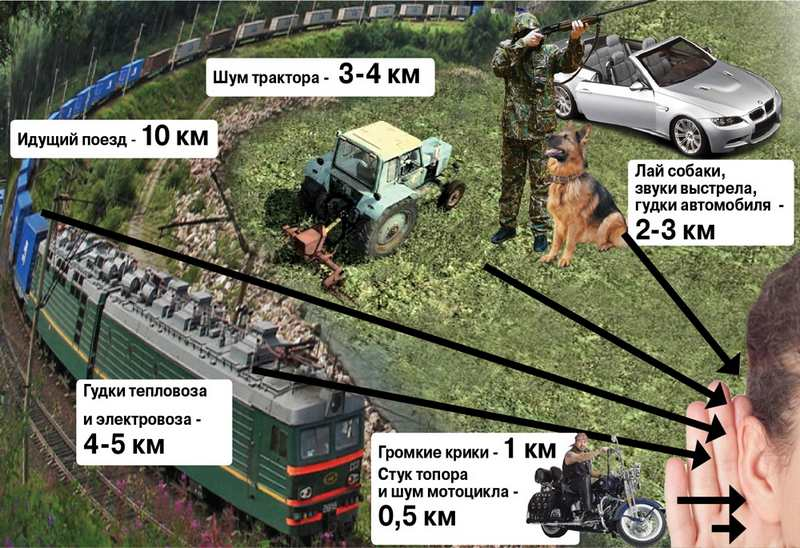 Шум трактора - 3-4 км
Идущий поезд - 10 км
Лай собаки,
звуки выстрела,
гудки автомобиля -
2-3 км
Гудки тепловоза
и электровоза -
4-5 км
Громкие крики - 1 км
Стук топора
и шум мотоцикла -
0,5 км